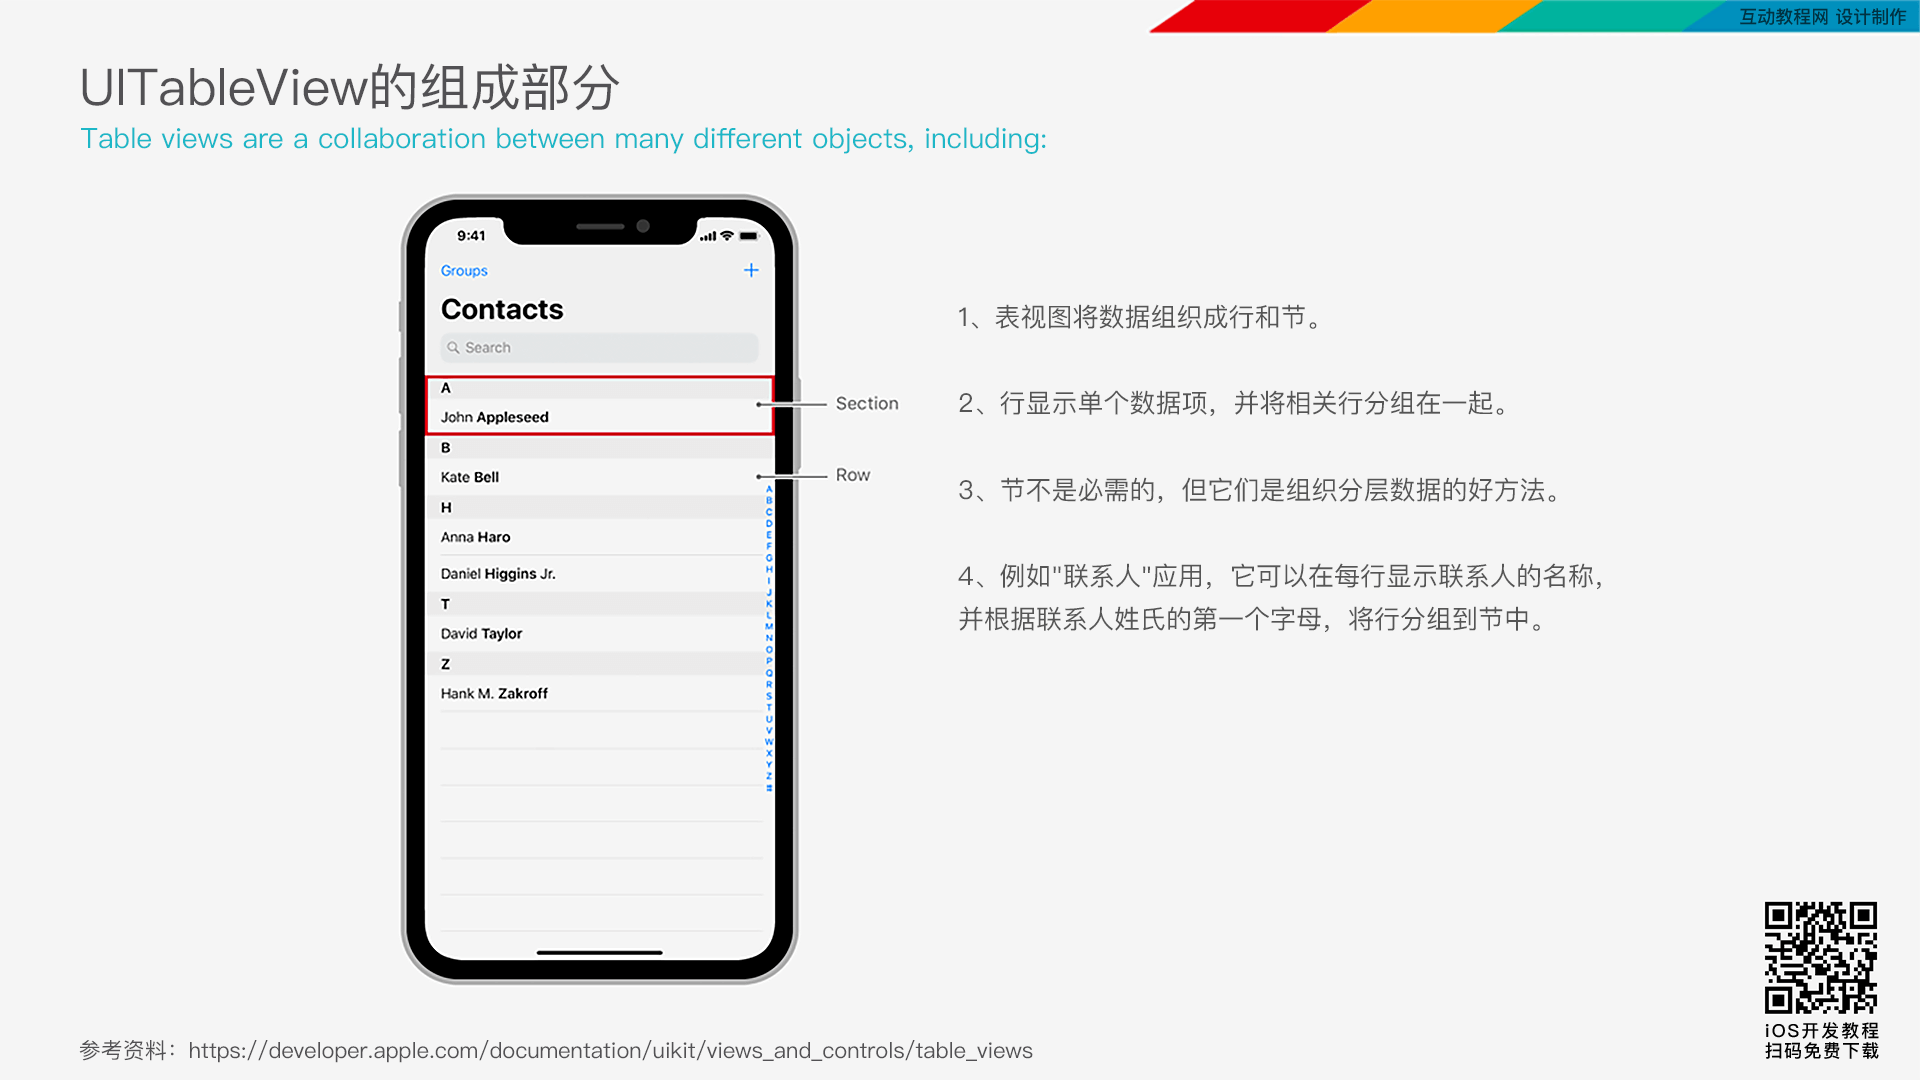 互动教程网 设计制作
UITableView的组成部分
Table views are a collaboration between many different objects, including:
9:41
Groups
+
Contacts
Search
A
John Appleseed
B
Kate Bell
H
Anna Haro
Daniel Higgins Jr.
T
David Taylor
Z
Hank M. Zakroff
A
B
C
D
E
F
G
H
I
J
K
L
M
N
O
P
Q
R
S
T
U
V
W
X
Y
Z
#
Section
Row
1、表视图将数据组织成行和节。
2、行显示单个数据项，并将相关行分组在一起。
3、节不是必需的，但它们是组织分层数据的好方法。
4、例如"联系人"应用，它可以在每行显示联系人的名称，
并根据联系人姓氏的第一个字母，将行分组到节中。
iOS开发教程
扫码免费下载
参考资料：https://developer.apple.com/documentation/uikit/views_and_controls/table_views